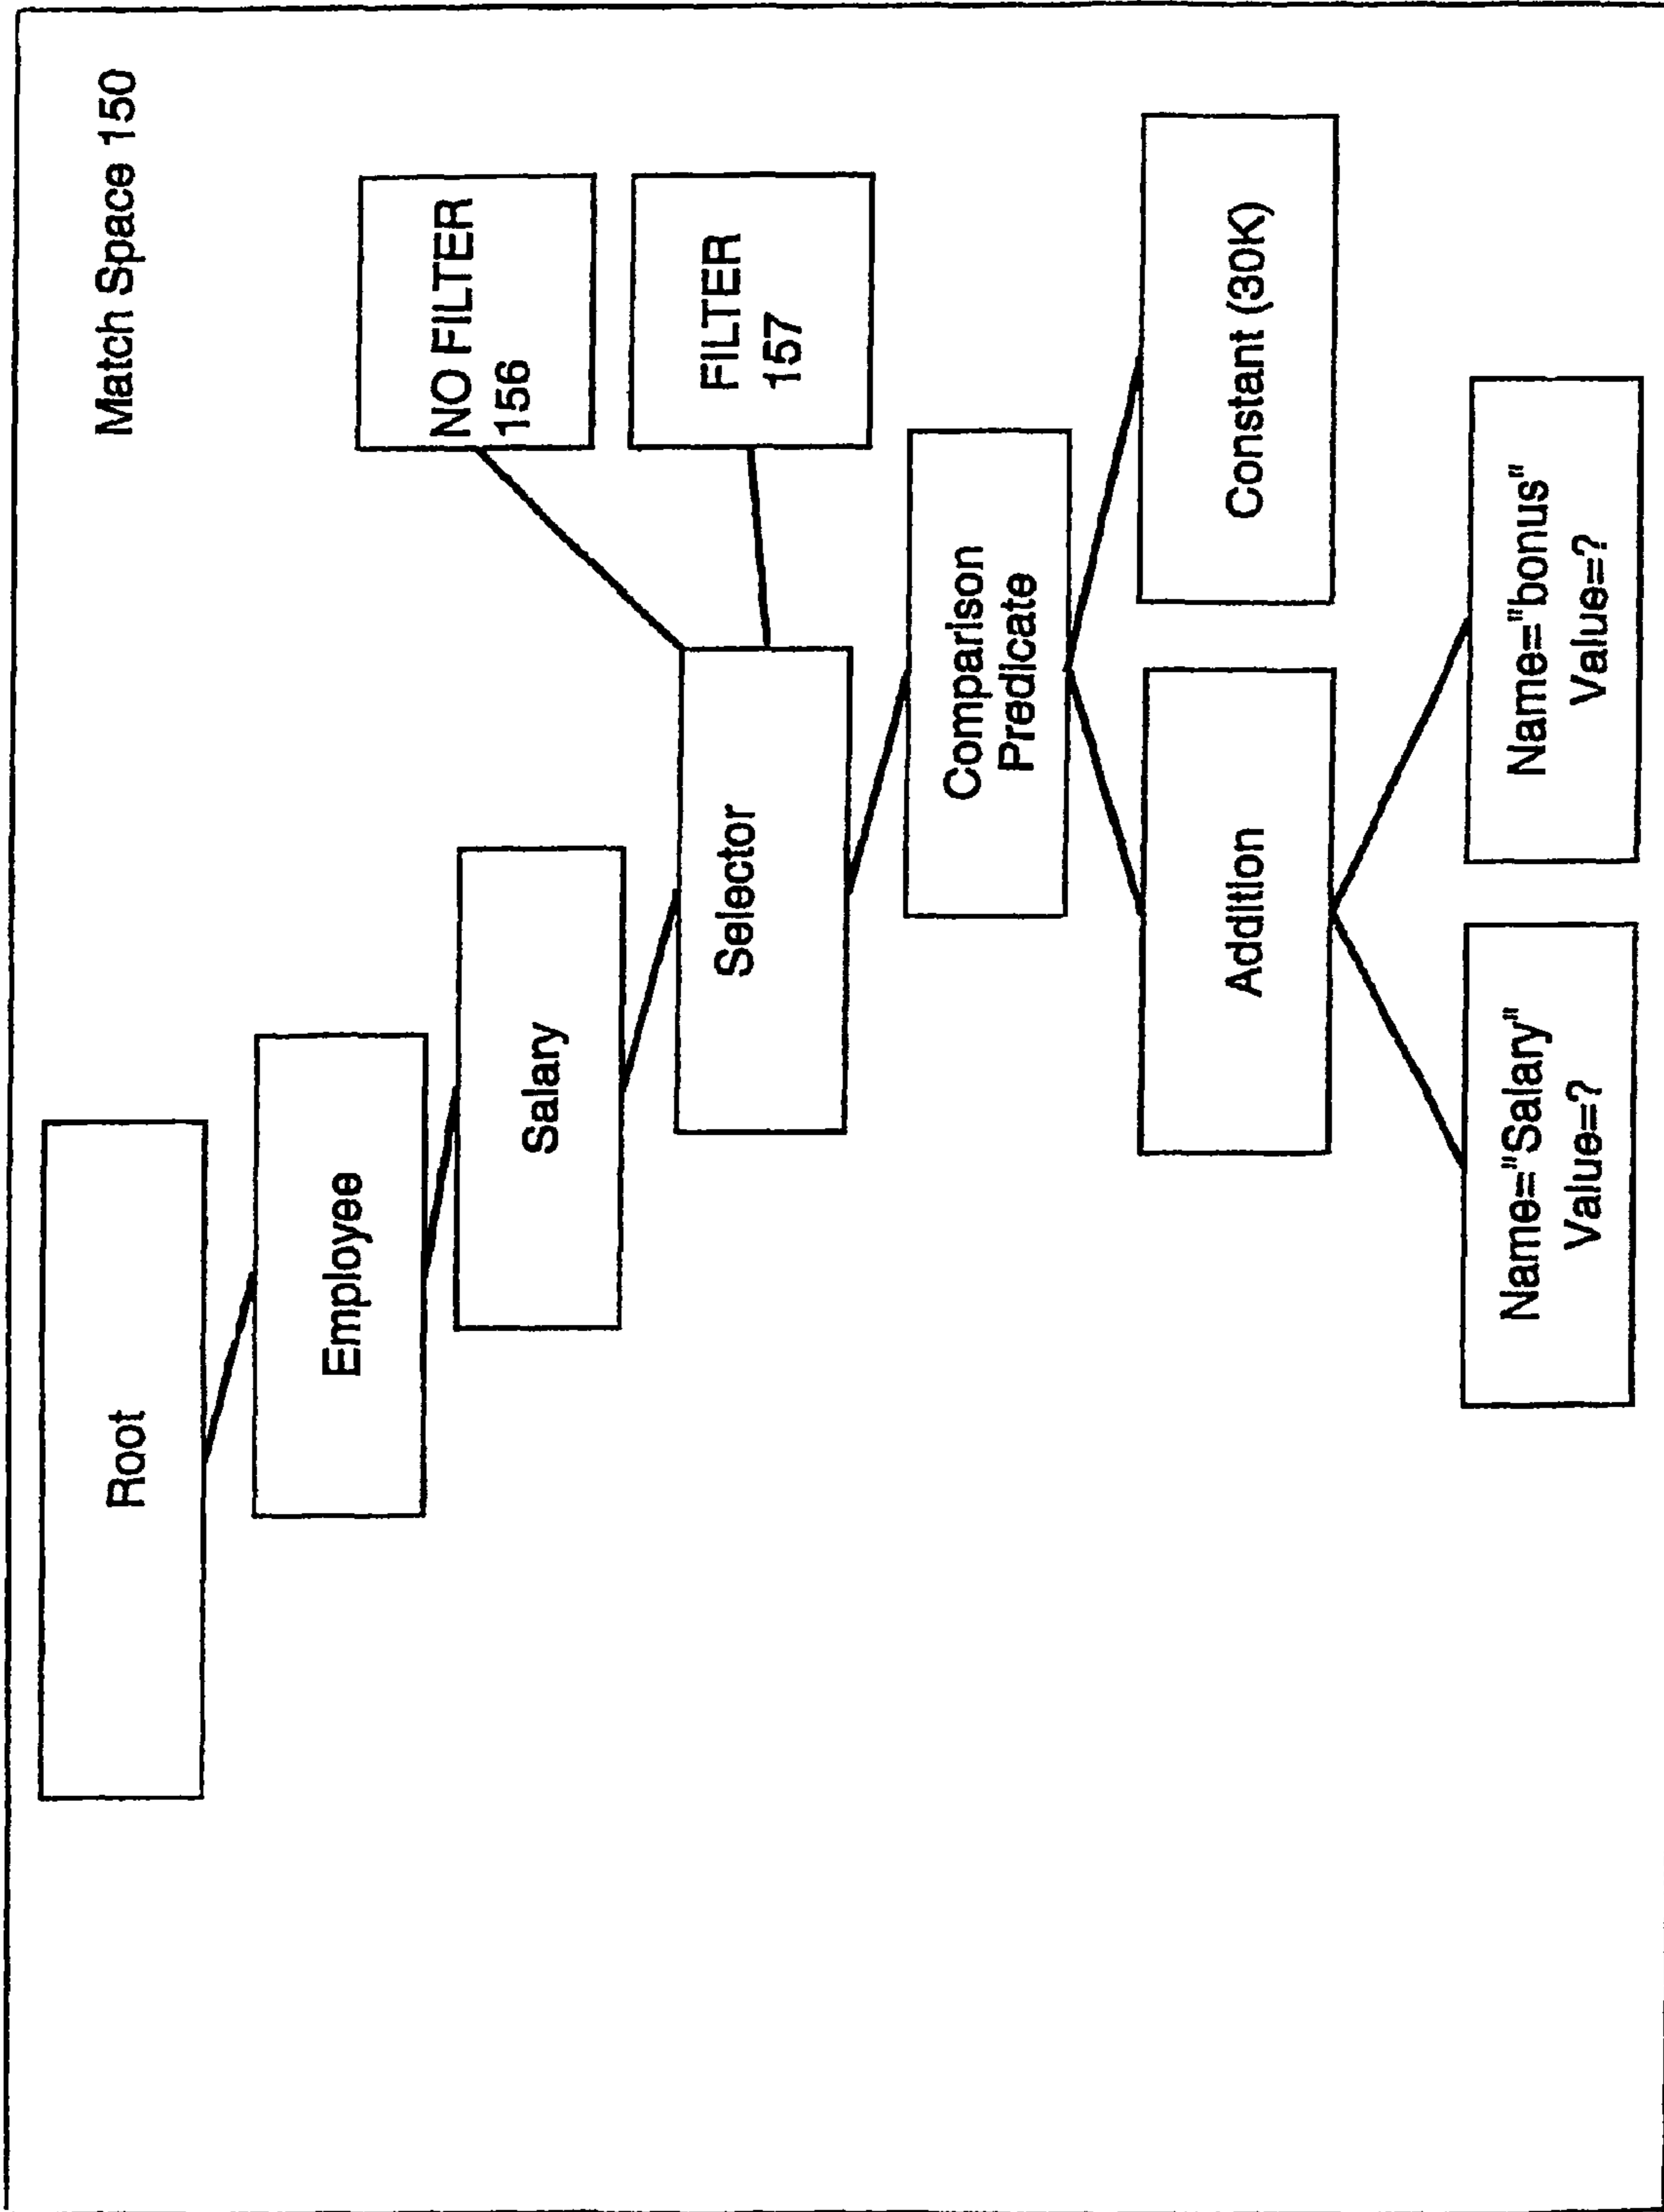 Match Space 150
Root
Employee
Salary
NO FILTER
156
Selector
FILTER
157
Comparison
Predicate
Addition
Constant (30K)
Name="Salary"
Value=?
Name="bonus"
Value=?